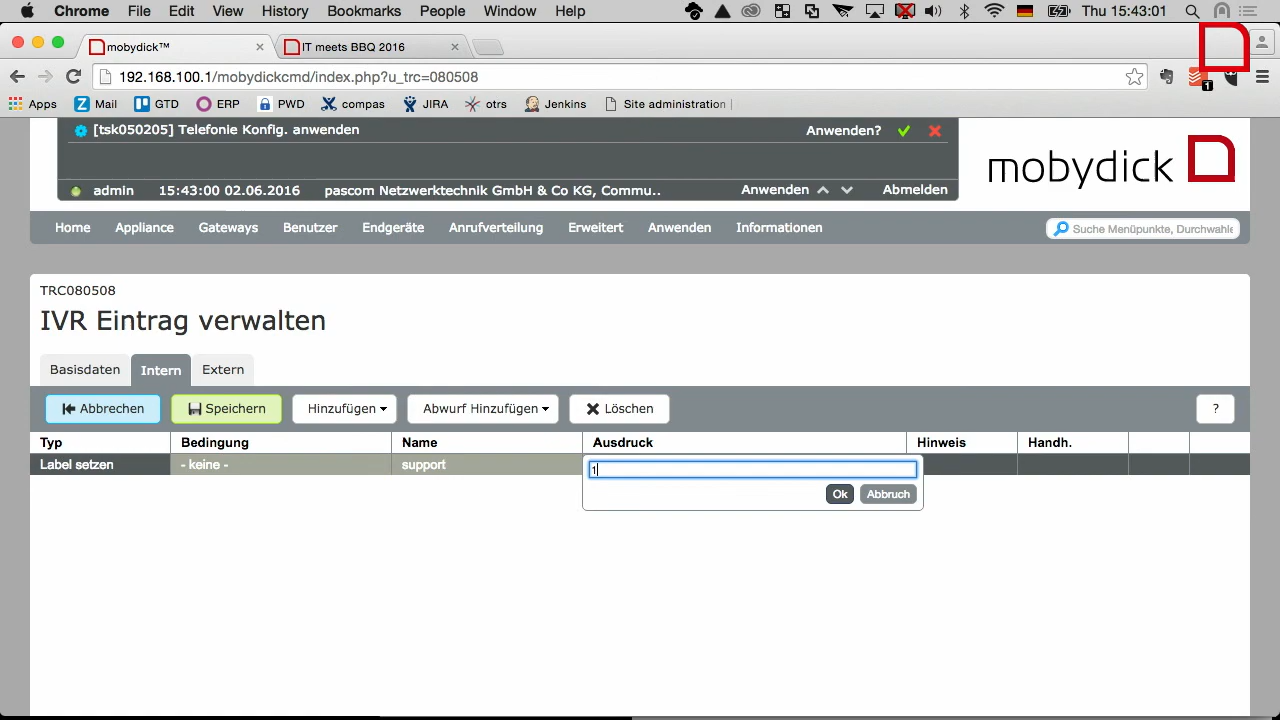 Chrome File Edit View History Bookmarks People Window Help Thu 15:43:01
mobydick™ × IT meets BBQ 2016 ×
192.168.100.1/mobydickcmd/index.php?u_trc=080508 1
Apps Z Mail GTD ERP PWD compas JIRA otrs Jenkins Site administration
[tsk050205] Telefonie Konfig. anwenden Anwenden?
admin 15:43:00 02.06.2016 pascom Netzwerktechnik GmbH & Co KG, Commu.. Anwenden Abmelden
mobydick
Home Appliance Gateways Benutzer Endgeräte Anrufverteilung Erweitert Anwenden Informationen Suche Menüpunkte, Durchwahle
TRC080508
IVR Eintrag verwalten
Basisdaten Intern Extern
Abbrechen Speichern Hinzufügen Abwurf Hinzufügen Löschen ?
Typ Bedingung Name Ausdruck Hinweis Handh.
Label setzen - keine - support 1
Ok Abbruch